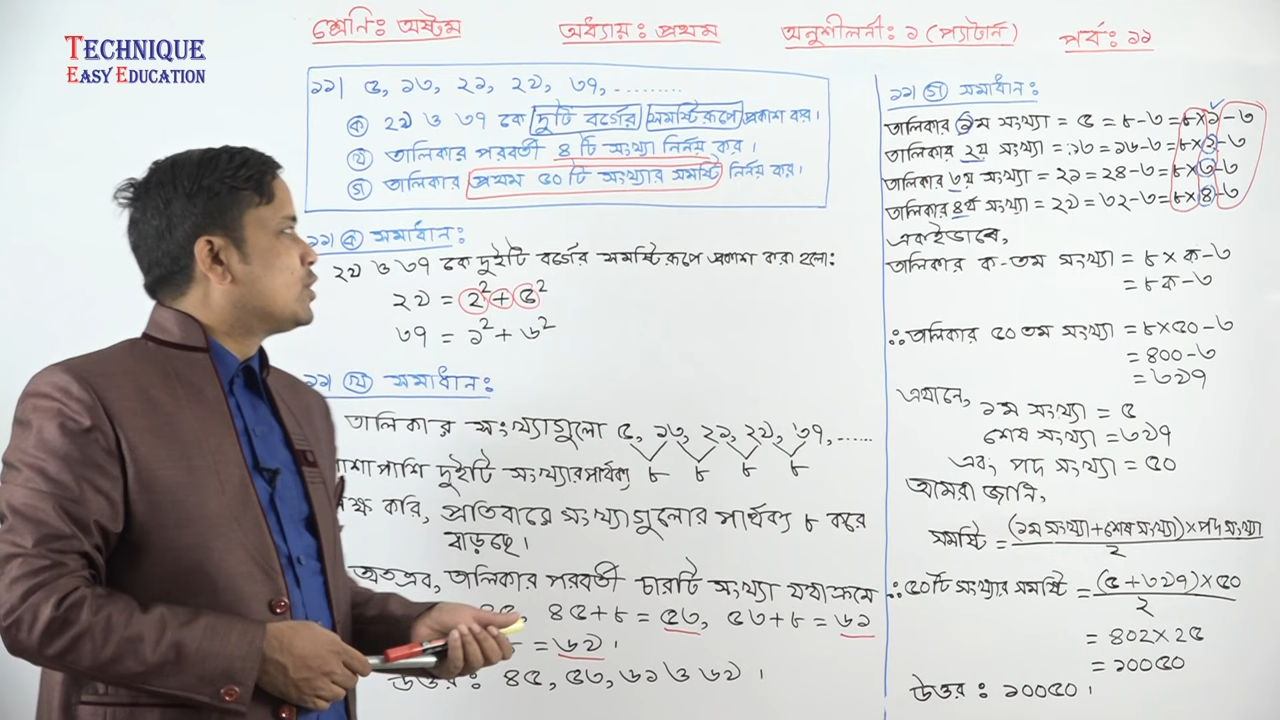 TECHNIQUE
EASY EDUCATION
শ্রেণি: অষ্টম
অধ্যায়: প্রথম
অনুশীলনী: ১ (প্যাটার্ন)
পর্ব: ১১
১১। ৫, ১৩, ২১, ২৯, ৩৭, .........
ক ২৯ ও ৩৭ কে দুটি বর্গের সমষ্টিরূপে প্রকাশ কর।
খ তালিকার পরবর্তী ৪ টি সংখ্যা নির্ণয় কর।
গ তালিকার প্রথম ৫০ টি সংখ্যার সমষ্টি নির্ণয় কর।
১১। ক সমাধান:
২৯ ও ৩৭ কে দুইটি বর্গের সমষ্টিরূপে প্রকাশ করা হলো:
২৯ = ২² + ৫²
৩৭ = ১² + ৬²
১১। খ সমাধান:
তালিকার সংখ্যাগুলো ৫, ১৩, ২১, ২৯, ৩৭, ......
পাশাপাশি দুইটি সংখ্যার পার্থক্য ৮ ৮ ৮ ৮
করি, প্রতিবারে সংখ্যাগুলোর পার্থক্য ৮ করে
বাড়ছে।
অতএব, তালিকার পরবর্তী চারটি সংখ্যা যথাক্রমে
৪৫, ৪৫+৮ = ৫৩, ৫৩+৮ = ৬১
= ৬৯।
উত্তর: ৪৫, ৫৩, ৬১ ও ৬৯।
১১। গ সমাধান:
তালিকার ১ম সংখ্যা = ৫ = ৮-৩ = ৮×১-৩
তালিকার ২য় সংখ্যা = ১৩ = ১৬-৩ = ৮×২-৩
তালিকার ৩য় সংখ্যা = ২১ = ২৪-৩ = ৮×৩-৩
তালিকার ৪র্থ সংখ্যা = ২৯ = ৩২-৩ = ৮×৪-৩
একইভাবে,
তালিকার ক-তম সংখ্যা = ৮ × ক-৩
= ৮ক-৩
∴ তালিকার ৫০ তম সংখ্যা = ৮×৫০-৩
= ৪০০-৩
= ৩৯৭
এখানে,
১ম সংখ্যা = ৫
শেষ সংখ্যা = ৩৯৭
এবং পদ সংখ্যা = ৫০
আমরা জানি,
সমষ্টি = (১ম সংখ্যা + শেষ সংখ্যা) × পদ সংখ্যা
২
∴ ৫০টি সংখ্যার সমষ্টি = (৫ + ৩৯৭) × ৫০
২
= ৪০২ × ২৫
= ১০০৫০
উত্তর: ১০০৫০।